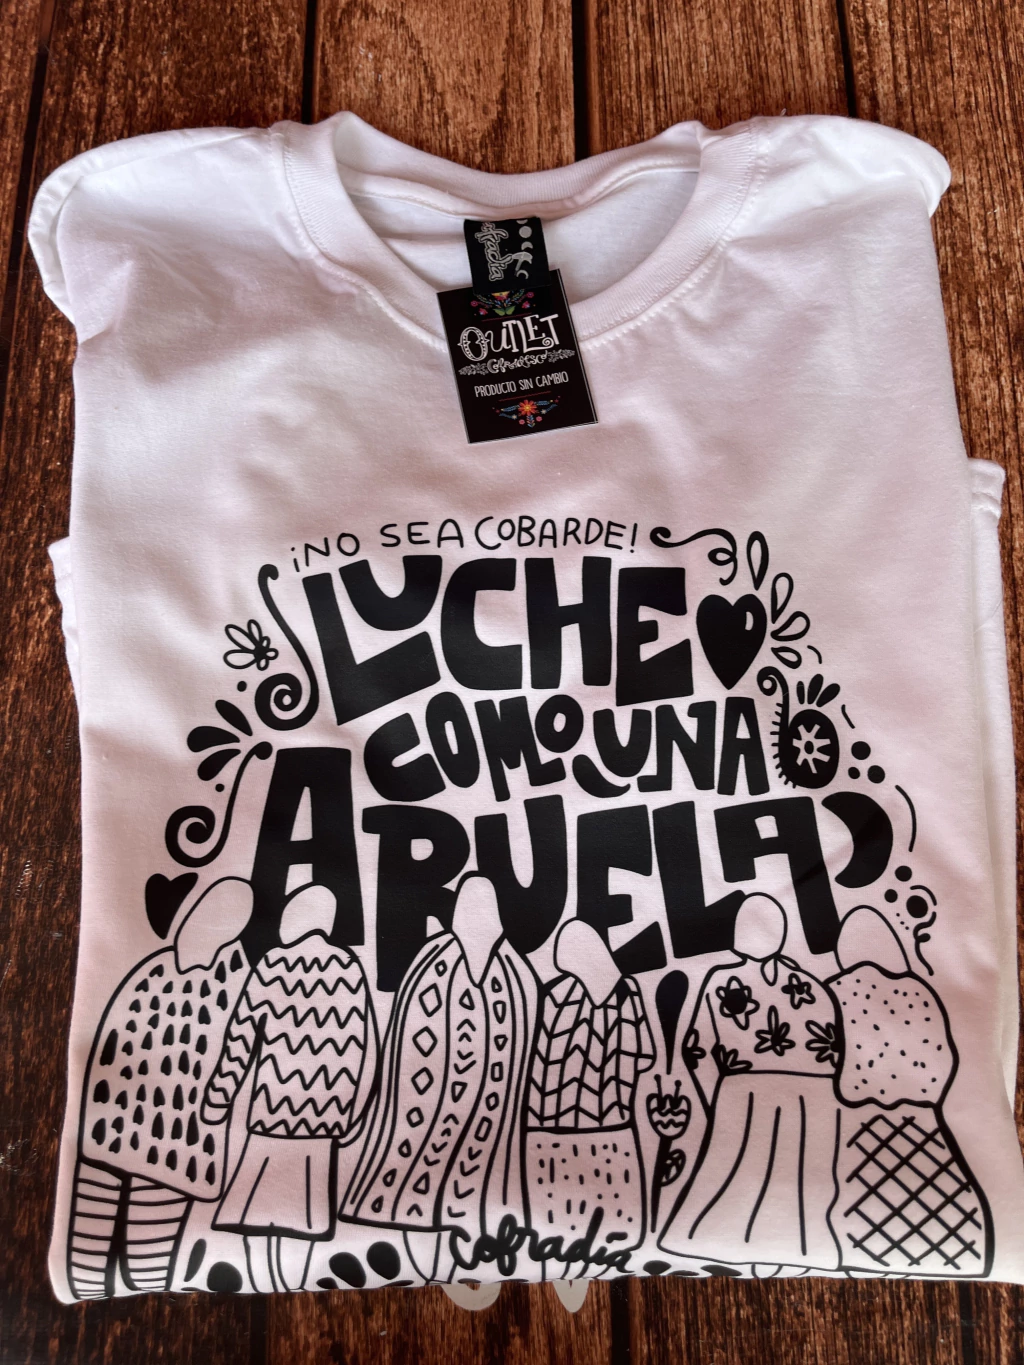 OUTLET
PRODUCTO SIN CAMBIO
¡NO SEA COBARDE!
LUCHE
COMO UNA
ABUELA
cofradía